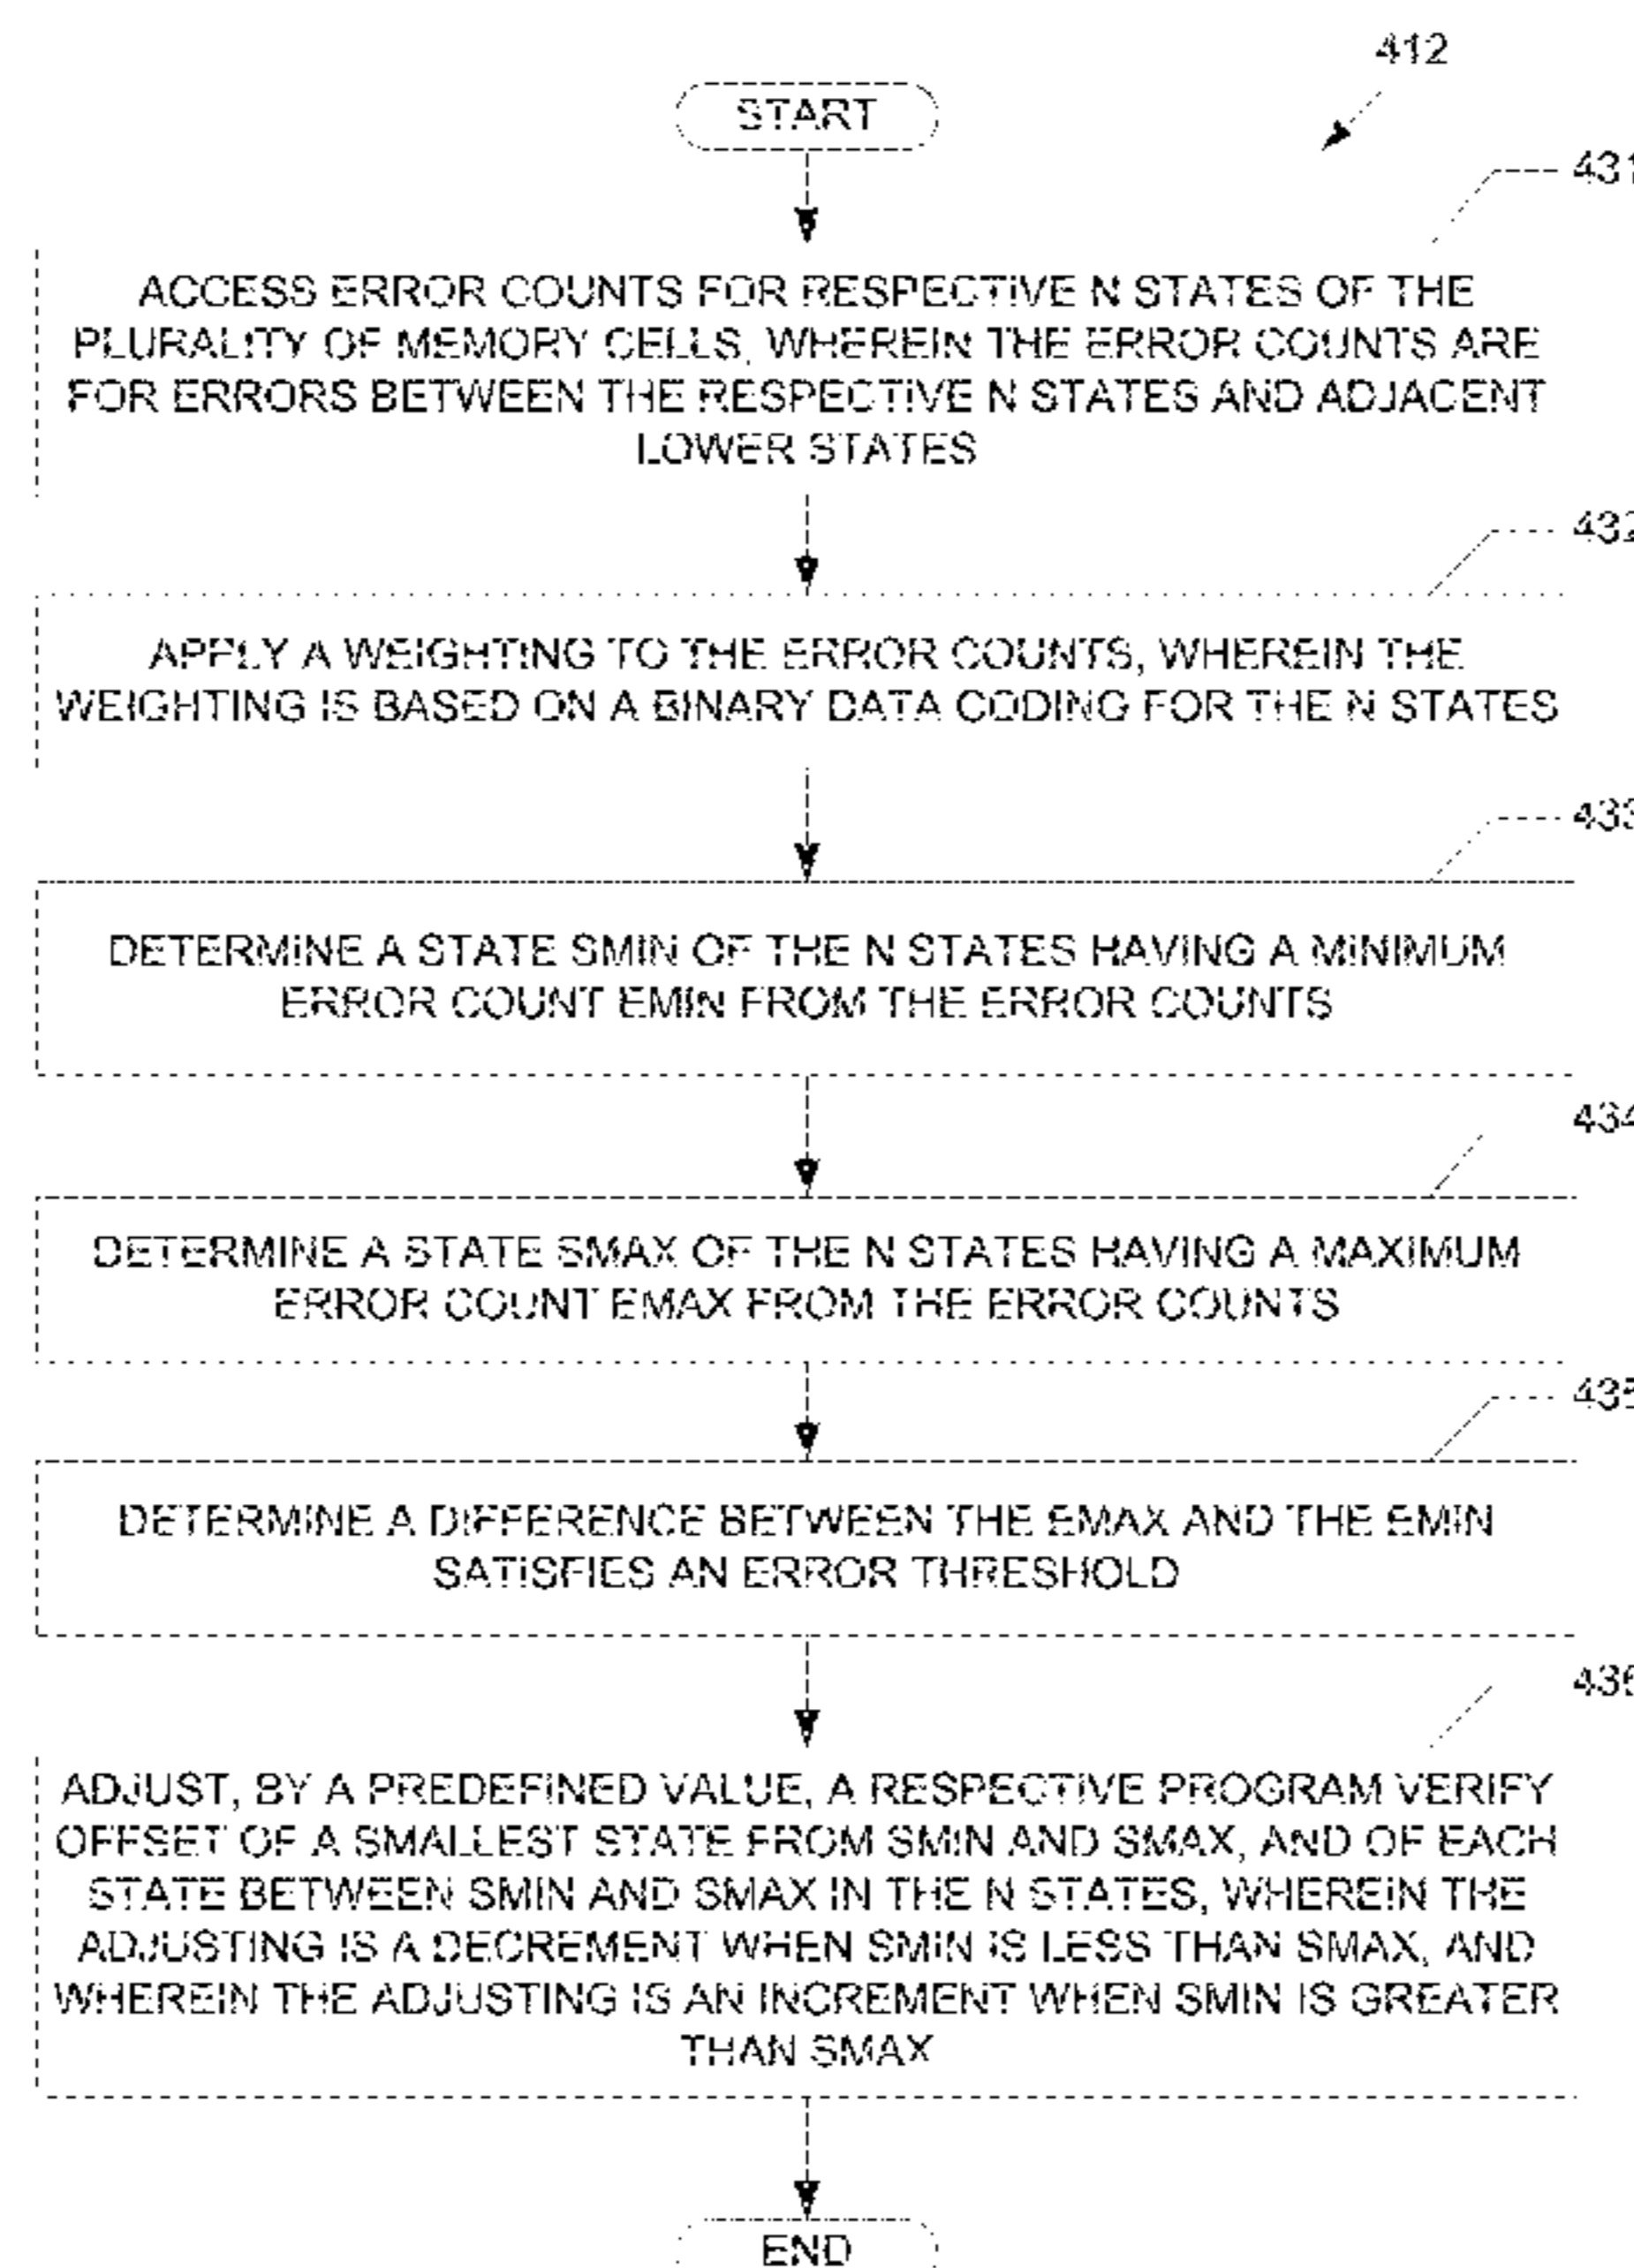 412
START
431
ACCESS ERROR COUNTS FOR RESPECTIVE N STATES OF THE
PLURALITY OF MEMORY CELLS, WHEREIN THE ERROR COUNTS ARE
FOR ERRORS BETWEEN THE RESPECTIVE N STATES AND ADJACENT
LOWER STATES
432
APPLY A WEIGHTING TO THE ERROR COUNTS, WHEREIN THE
WEIGHTING IS BASED ON A BINARY DATA CODING FOR THE N STATES
433
DETERMINE A STATE SMIN OF THE N STATES HAVING A MINIMUM
ERROR COUNT EMIN FROM THE ERROR COUNTS
434
DETERMINE A STATE SMAX OF THE N STATES HAVING A MAXIMUM
ERROR COUNT EMAX FROM THE ERROR COUNTS
435
DETERMINE A DIFFERENCE BETWEEN THE EMAX AND THE EMIN
SATISFIES AN ERROR THRESHOLD
436
ADJUST, BY A PREDEFINED VALUE, A RESPECTIVE PROGRAM VERIFY
OFFSET OF A SMALLEST STATE FROM SMIN AND SMAX, AND OF EACH
STATE BETWEEN SMIN AND SMAX IN THE N STATES, WHEREIN THE
ADJUSTING IS A DECREMENT WHEN SMIN IS LESS THAN SMAX, AND
WHEREIN THE ADJUSTING IS AN INCREMENT WHEN SMIN IS GREATER
THAN SMAX
END